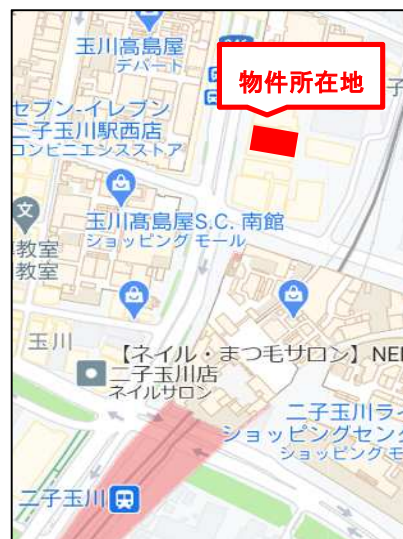 玉川高島屋
デパート
物件所在地
子
セブン-イレブン
二子玉川駅西店
コンビニエンスストア
文
玉川髙島屋S.C. 南館
ショッピング モール
教室
教室
玉川
【ネイル・まつ毛サロン】NEI
二子玉川店
ネイルサロン
二子玉川ライ
ショッピングセンタ
ショッピング モ
二子玉川